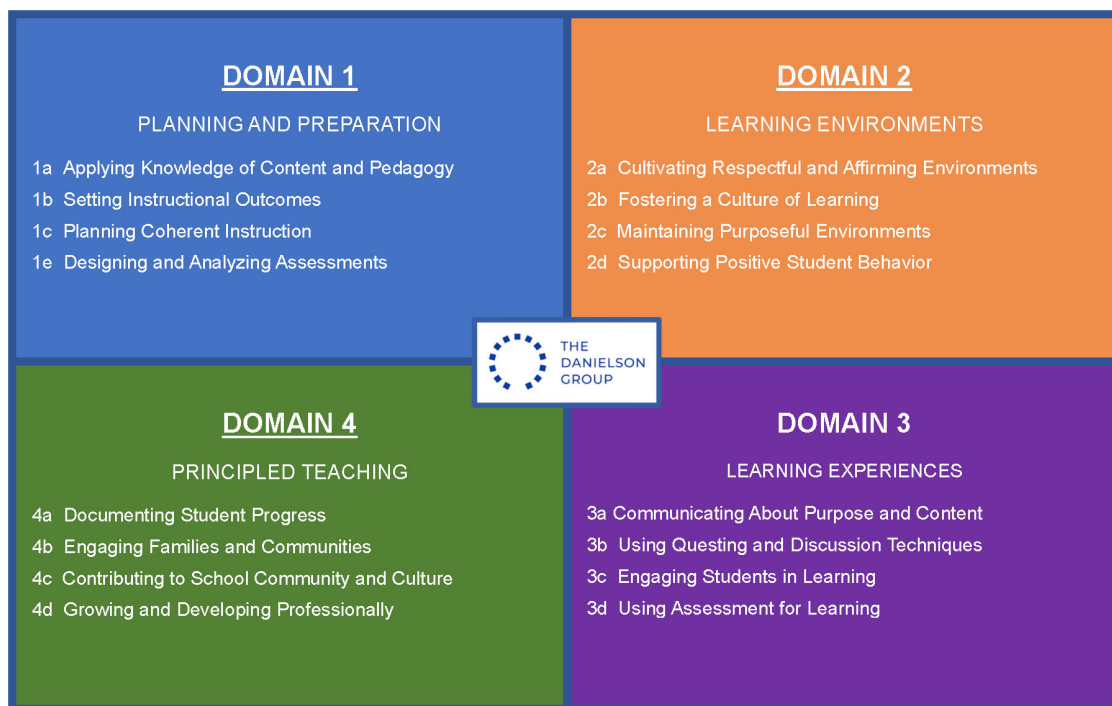 DOMAIN 1
PLANNING AND PREPARATION
1a Applying Knowledge of Content and Pedagogy
1b Setting Instructional Outcomes
1c Planning Coherent Instruction
1e Designing and Analyzing Assessments
DOMAIN 2
LEARNING ENVIRONMENTS
2a Cultivating Respectful and Affirming Environments
2b Fostering a Culture of Learning
2c Maintaining Purposeful Environments
2d Supporting Positive Student Behavior
THE
DANIELSON
GROUP
DOMAIN 4
PRINCIPLED TEACHING
4a Documenting Student Progress
4b Engaging Families and Communities
4c Contributing to School Community and Culture
4d Growing and Developing Professionally
DOMAIN 3
LEARNING EXPERIENCES
3a Communicating About Purpose and Content
3b Using Questing and Discussion Techniques
3c Engaging Students in Learning
3d Using Assessment for Learning